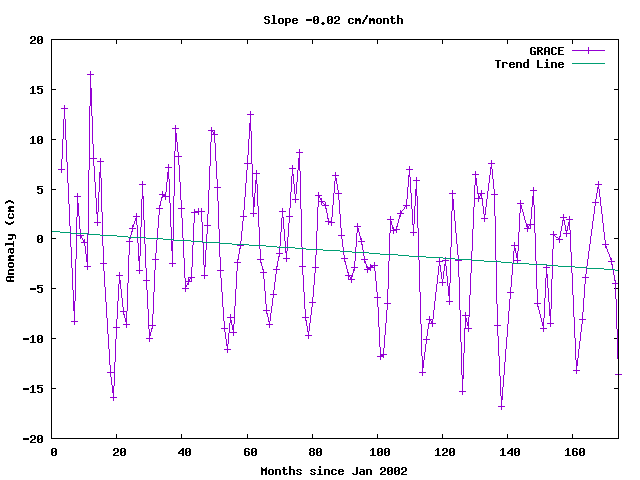 Slope -0.02 cm/month
GRACE
Trend Line
20
15
10
5
0
-5
-10
-15
-20
Anomaly (cm)
0 20 40 60 80 100 120 140 160
Months since Jan 2002